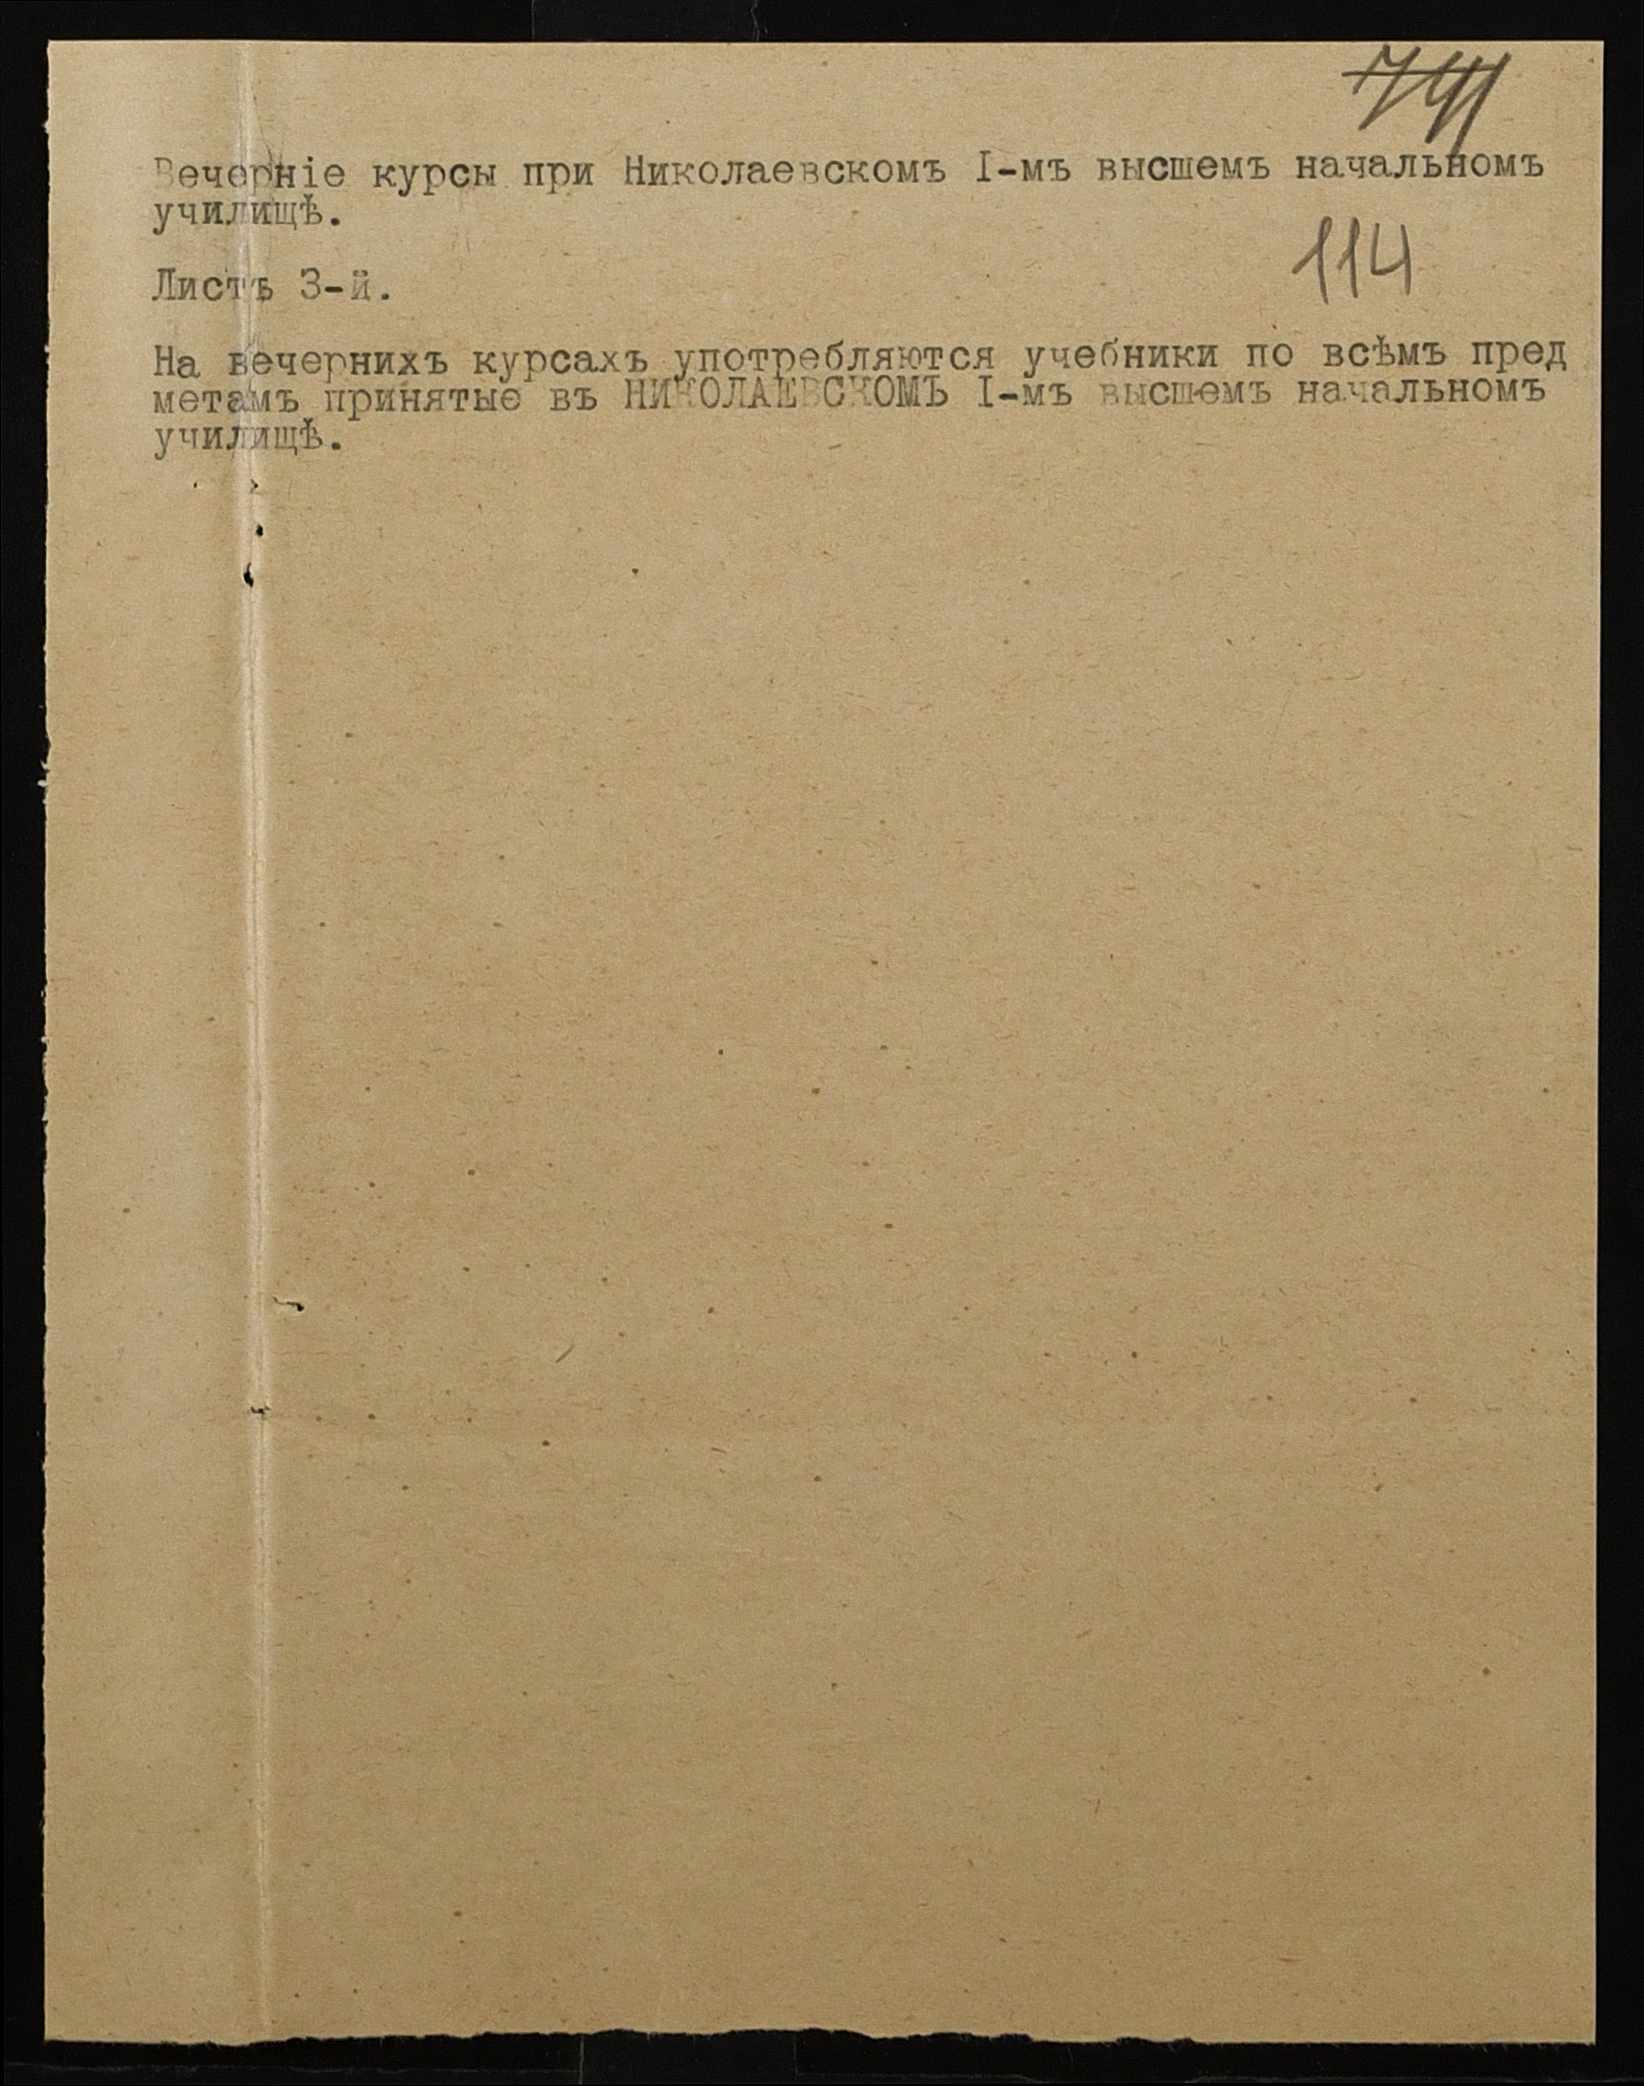 Вечернiе курсы при Николаевскомъ I-мъ высшемъ начальномъ
училищѣ.
114
Листъ 3-й.
На вечернихъ курсахъ употребляются учебники по всѣмъ пред
метамъ принятые въ НИКОЛАЕВСКОМЪ I-мъ высшемъ начальномъ
училищѣ.